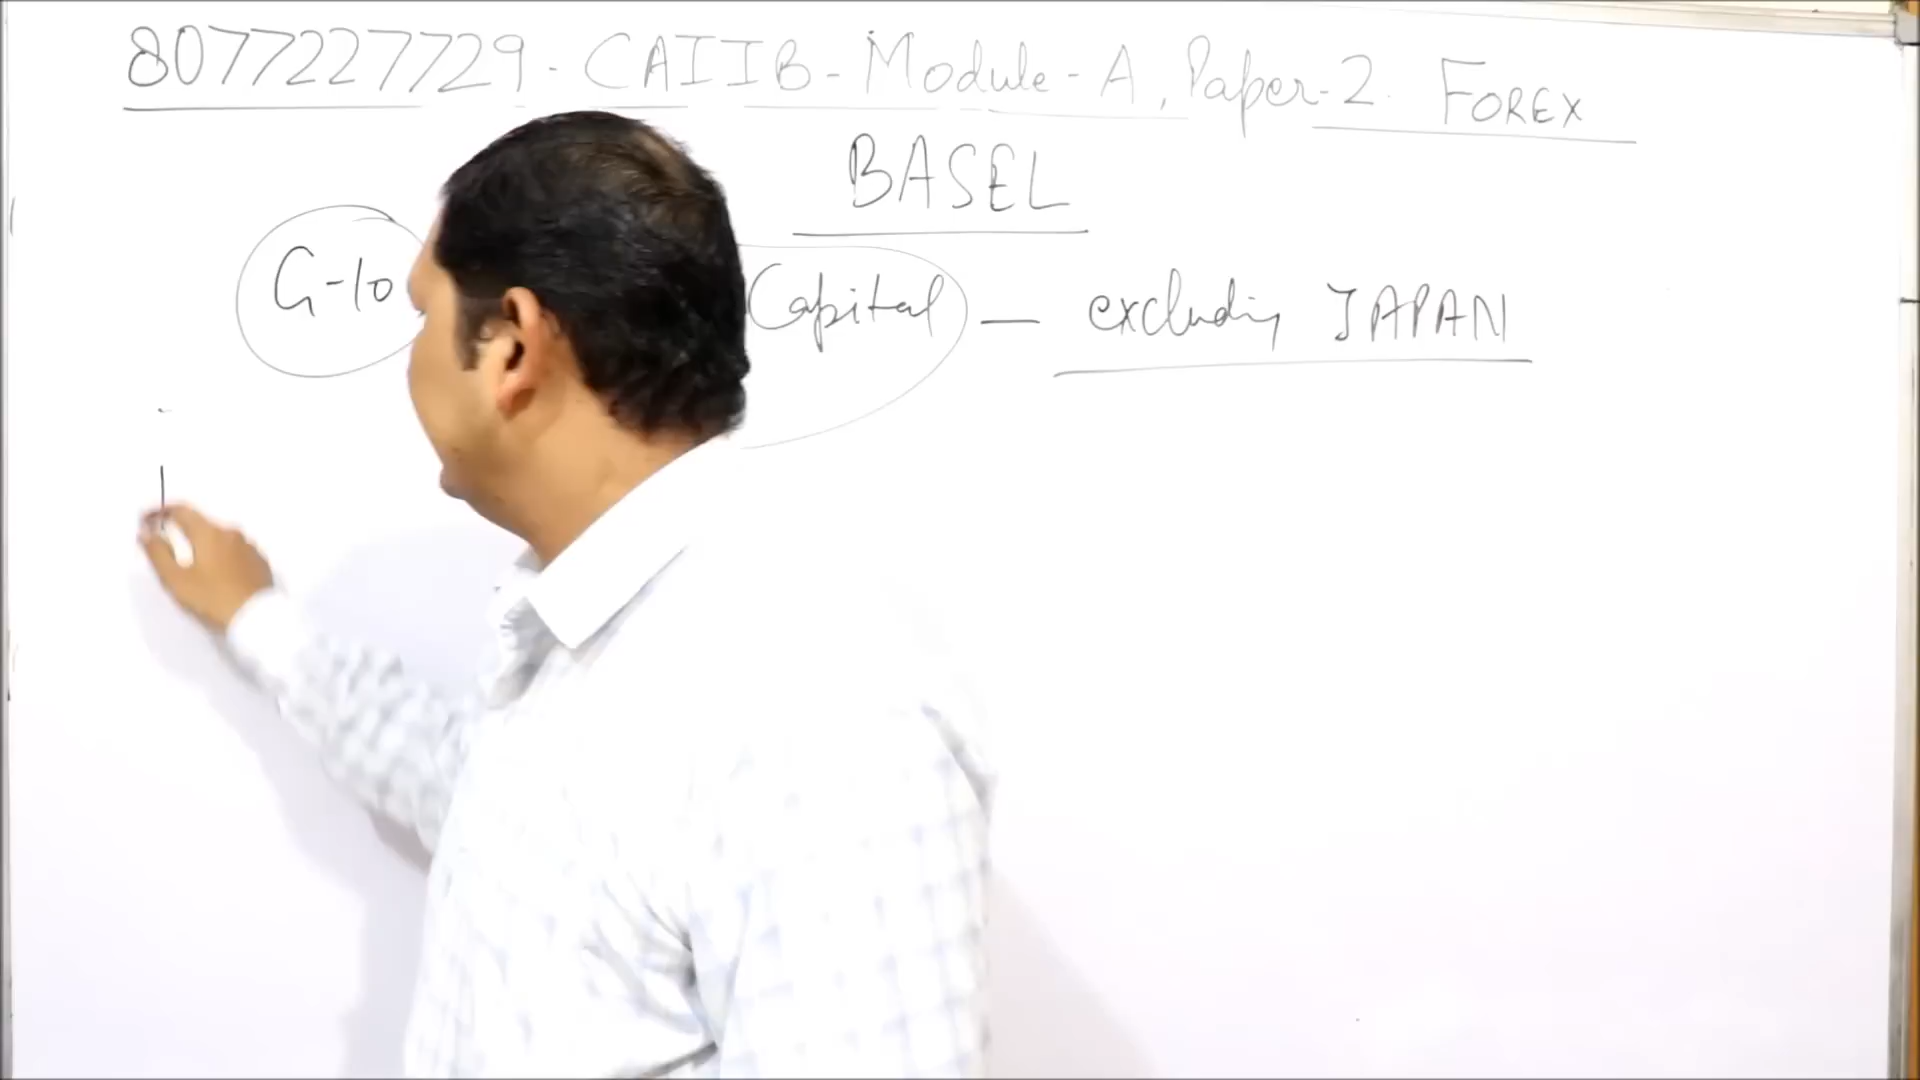 8077227729 - CAIIB - Module - A, Paper - 2 FOREX
BASEL
G-10 Capital — excluding JAPAN